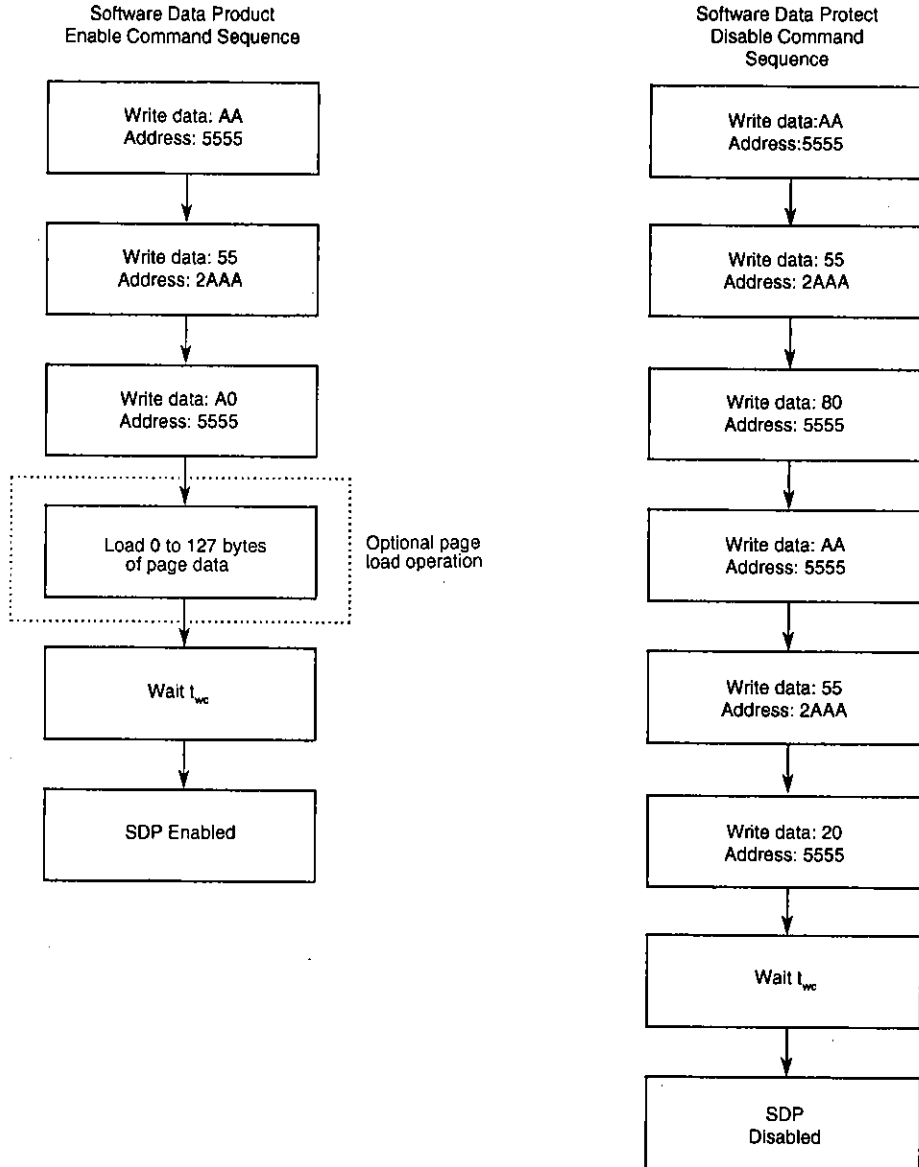 Software Data Product
Enable Command Sequence
Write data: AA
Address: 5555
Write data: 55
Address: 2AAA
Write data: A0
Address: 5555
Load 0 to 127 bytes
of page data
Optional page
load operation
Wait twc
SDP Enabled
Software Data Protect
Disable Command
Sequence
Write data:AA
Address:5555
Write data: 55
Address: 2AAA
Write data: 80
Address: 5555
Write data: AA
Address: 5555
Write data: 55
Address: 2AAA
Write data: 20
Address: 5555
Wait twc
SDP
Disabled